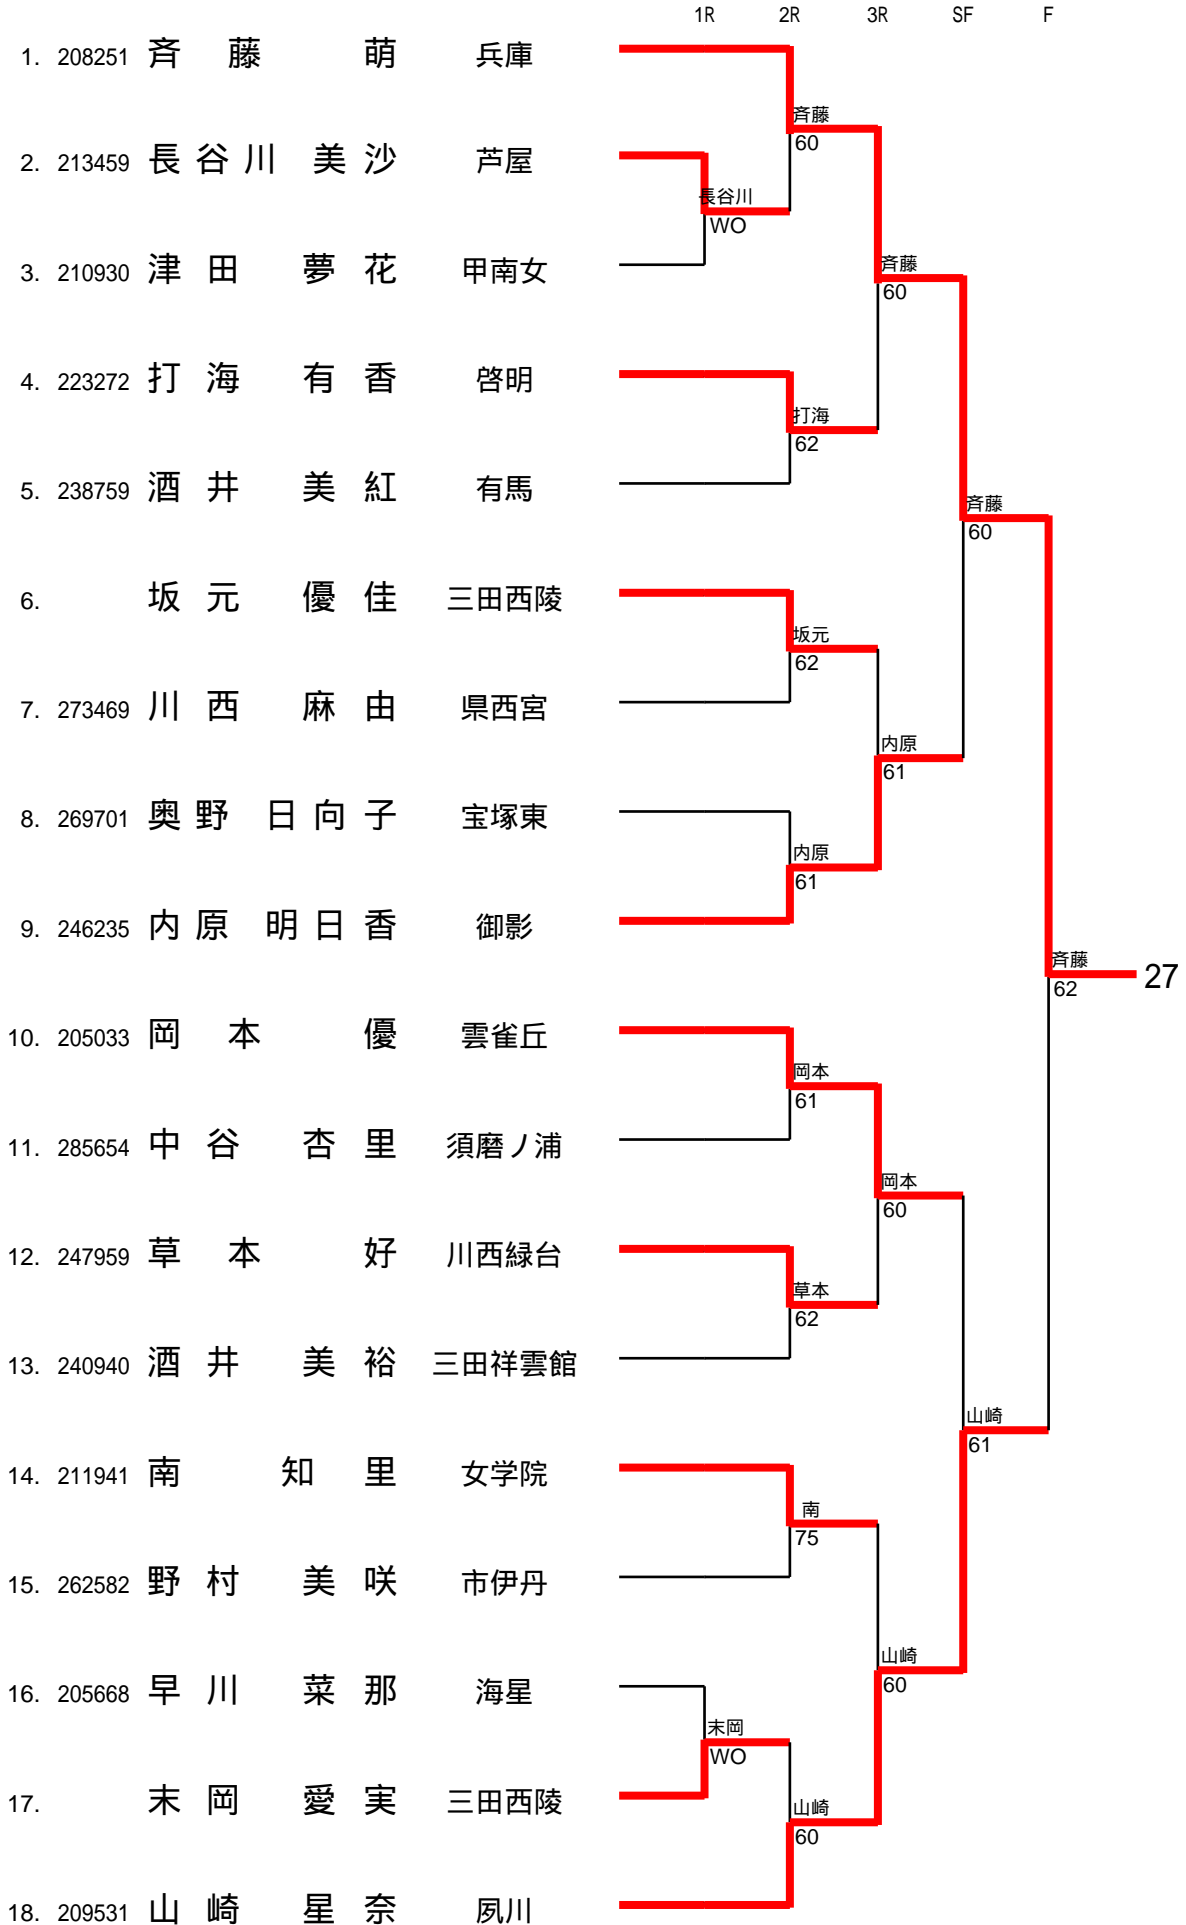 1R 2R 3R SF F
1. 208251 斉藤 萌 兵庫
斉藤
60
2. 213459 長谷川 美沙 芦屋
長谷川
WO
3. 210930 津田 夢花 甲南女
斉藤
60
4. 223272 打海 有香 啓明
打海
62
5. 238759 酒井 美紅 有馬
斉藤
60
6. 坂元 優佳 三田西陵
坂元
62
7. 273469 川西 麻由 県西宮
内原
61
8. 269701 奥野 日向子 宝塚東
内原
61
9. 246235 内原 明日香 御影
斉藤
62 27
10. 205033 岡本 優 雲雀丘
岡本
61
11. 285654 中谷 杏里 須磨ノ浦
岡本
60
12. 247959 草本 好 川西緑台
草本
62
13. 240940 酒井 美裕 三田祥雲館
山崎
61
14. 211941 南 知里 女学院
南
75
15. 262582 野村 美咲 市伊丹
山崎
60
16. 205668 早川 菜那 海星
末岡
WO
17. 末岡 愛実 三田西陵
山崎
60
18. 209531 山崎 星奈 夙川